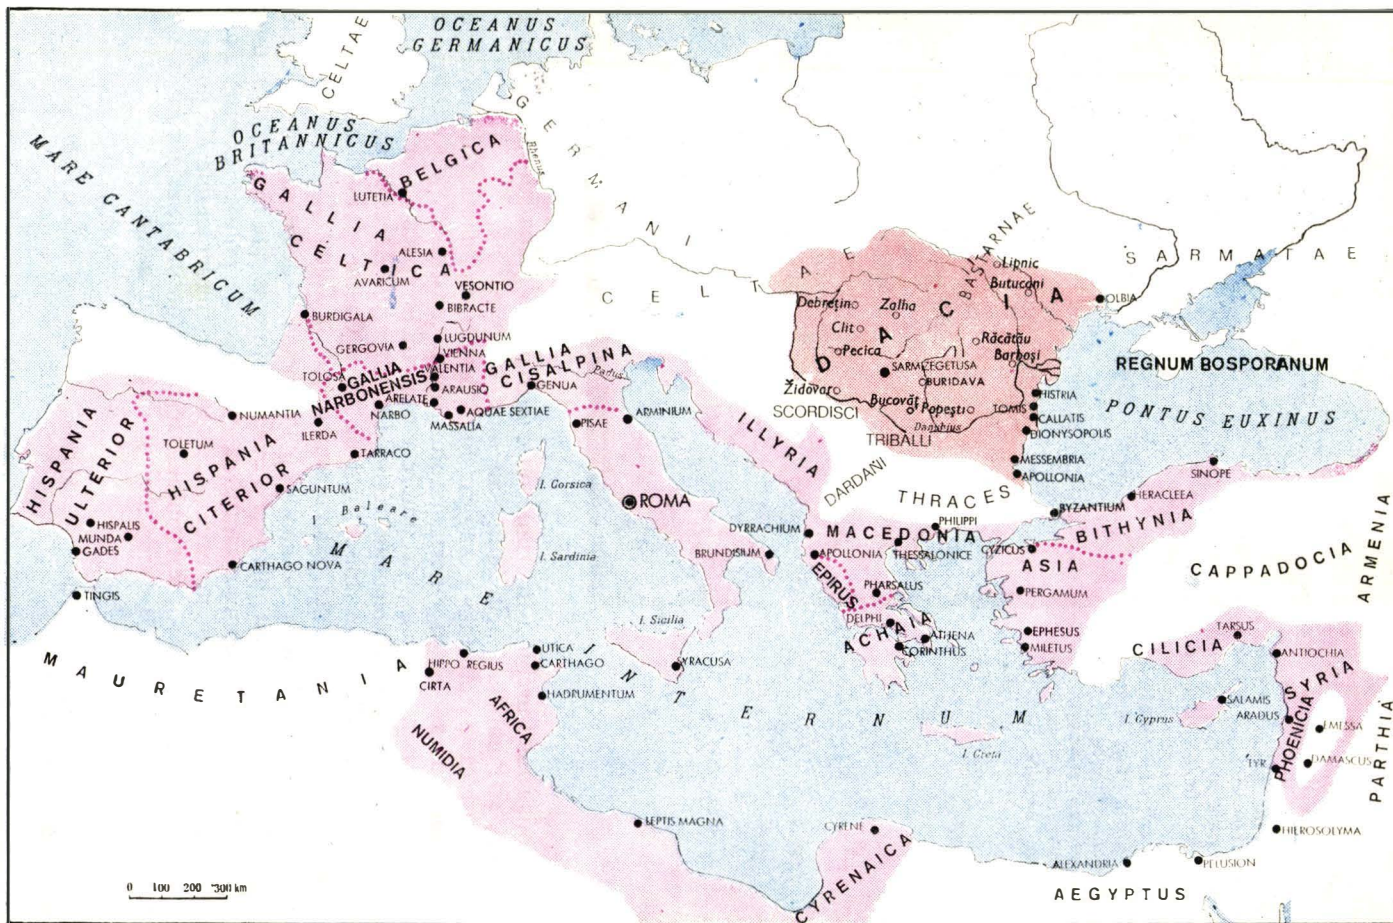 OCEANUS
GERMANICUS
CELTAE
OCEANUS
BRITANNICUS
MARE CANTABRICUM
GERMANI
Rhenus
BELGICA
LUTETIA
GALLIA
CELTICA
ALESIA
AVARICUM
VESONTIO
BIBRACTE
BURDIGALA
LUGDUNUM
GERGOVIA
VIENNA
VALENTIA
TOLOSA
GALLIA
NARBONENSIS
ARAUSIO
ARELATE
NARBO
AQUAE SEXTIAE
MASSALIA
GALLIA
CISALPINA
Padus
GENUA
PISAE
ARMINIUM
CELTAE
BASTARNAE
SARMATAE
Lipnic
Butuceni
OLBIA
DACIA
Debrețin
Zalha
Clit
Pecica
Răcătău
Barboși
SARMIZEGETUSA
BURIDAVA
Židovar
Bucovăț
Popești
Danubius
SCORDISCI
TRIBALLI
HISTRIA
TOMIS
CALLATIS
DIONYSOPOLIS
MESSEMBRIA
APOLLONIA
REGNUM BOSPORANUM
PONTUS EUXINUS
SINOPE
HERACLEEA
BYZANTIUM
BITHYNIA
HISPANIA
ULTERIOR
NUMANTIA
TOLETUM
ILERDA
HISPANIA
CITERIOR
TARRACO
SAGUNTUM
HISPALIS
MUNDA
GADES
CARTHAGO NOVA
TINGIS
I Baleare
I. Corsica
I. Sardinia
ROMA
ILLYRIA
DARDANI
THRACES
DYRRACHIUM
MACEDONIA
PHILIPPI
BRUNDISIUM
APOLLONIA
THESSALONICE
EPIRUS
PHARSALUS
CYZICUS
ASIA
PERGAMUM
CAPPADOCIA
ARMENIA
DELPHI
ACHAIA
ATHENA
CORINTHUS
EPHESUS
MILETUS
CILICIA
TARSUS
ANTIOCHIA
SYRIA
I. Sicilia
SYRACUSA
MARE INTERNUM
MAURETANIA
HIPPO REGIUS
CIRTA
UTICA
CARTHAGO
HADRUMENTUM
AFRICA
NUMIDIA
I. Creta
I. Cyprus
SALAMIS
ARADUS
PHOENICIA
EMESSA
DAMASCUS
TYR
PARTHIA
LEPTIS MAGNA
CYRENE
CYRENAICA
HIEROSOLYMA
ALEXANDRIA
PELUSION
AEGYPTUS
0 100 200 300 km